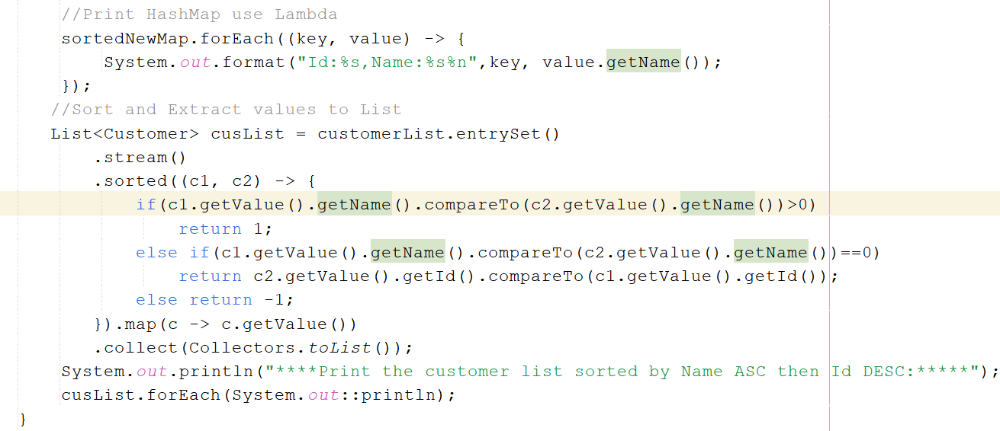 //Print HashMap use Lambda
sortedNewMap.forEach((key, value) -> {
System.out.format("Id:%s,Name:%s%n",key, value.getName());
});
//Sort and Extract values to List
List<Customer> cusList = customerList.entrySet()
.stream()
.sorted((c1, c2) -> {
if(c1.getValue().getName().compareTo(c2.getValue().getName())>0)
return 1;
else if(c1.getValue().getName().compareTo(c2.getValue().getName())==0)
return c2.getValue().getId().compareTo(c1.getValue().getId());
else return -1;
}).map(c -> c.getValue())
.collect(Collectors.toList());
System.out.println("****Print the customer list sorted by Name ASC then Id DESC:*****");
cusList.forEach(System.out::println);
}